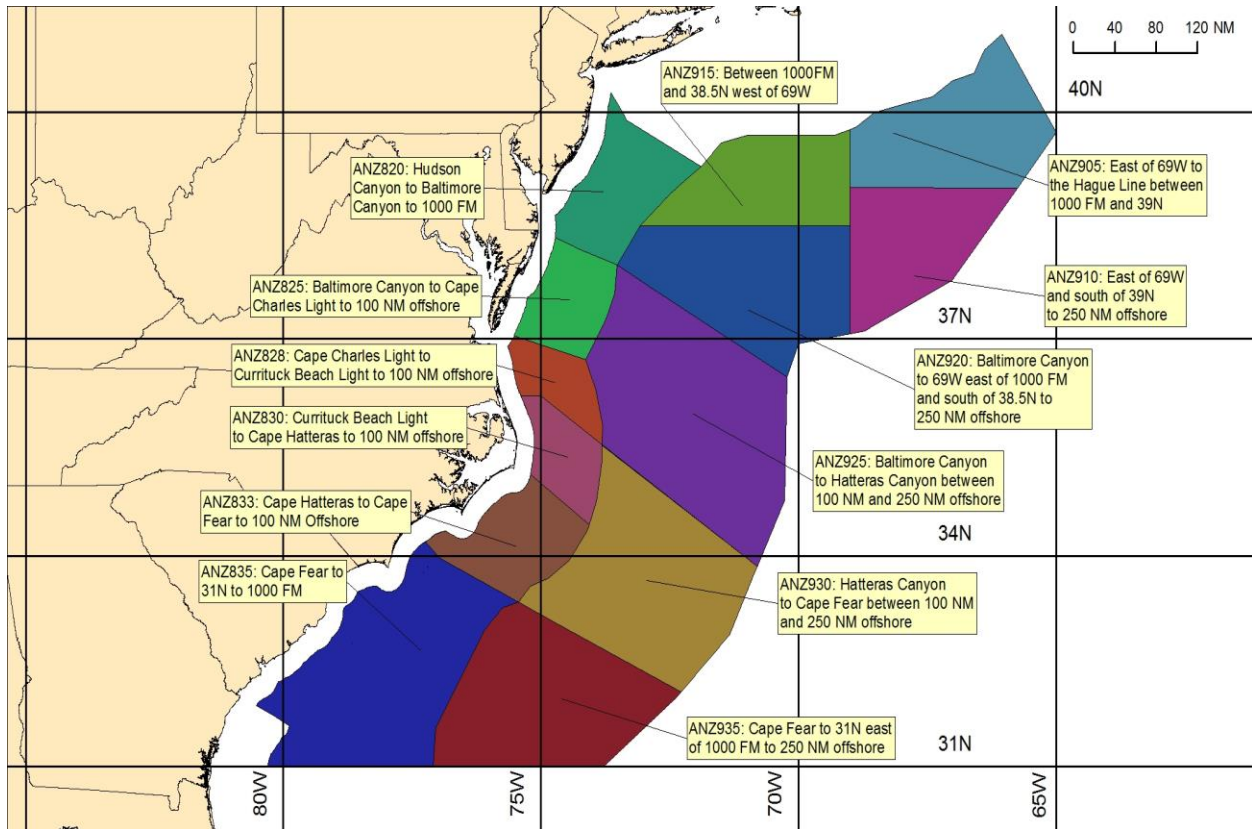 0 40 80 120 NM
ANZ915: Between 1000FM
and 38.5N west of 69W
40N
ANZ820: Hudson
Canyon to Baltimore
Canyon to 1000 FM
ANZ905: East of 69W to
the Hague Line between
1000 FM and 39N
ANZ825: Baltimore Canyon to Cape
Charles Light to 100 NM offshore
ANZ910: East of 69W
and south of 39N
to 250 NM offshore
37N
ANZ828: Cape Charles Light to
Currituck Beach Light to 100 NM offshore
ANZ920: Baltimore Canyon
to 69W east of 1000 FM
and south of 38.5N to
250 NM offshore
ANZ830: Currituck Beach Light
to Cape Hatteras to 100 NM offshore
ANZ925: Baltimore Canyon
to Hatteras Canyon between
100 NM and 250 NM offshore
ANZ833: Cape Hatteras to Cape
Fear to 100 NM Offshore
34N
ANZ835: Cape Fear to
31N to 1000 FM
ANZ930: Hatteras Canyon
to Cape Fear between 100 NM
and 250 NM offshore
ANZ935: Cape Fear to 31N east
of 1000 FM to 250 NM offshore
31N
80W
75W
70W
65W